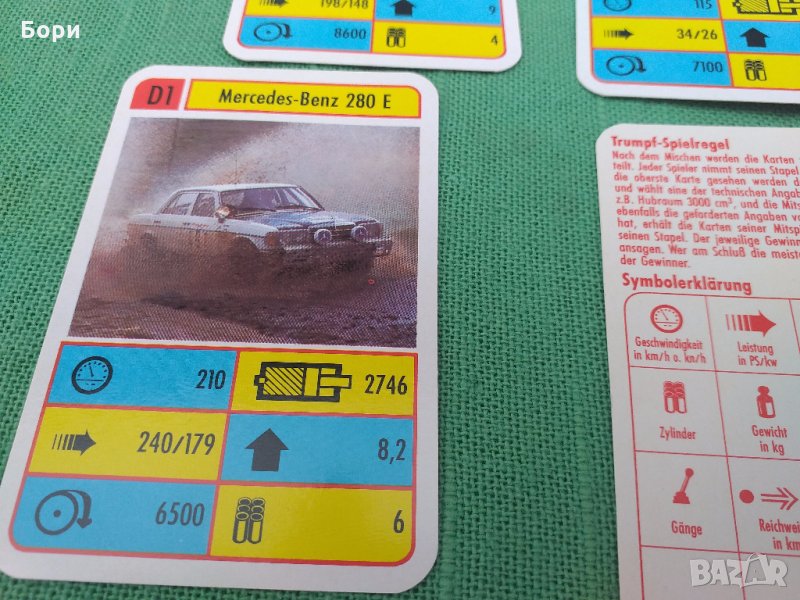 Бори
198/148
9
8600
4
115
34/26
7100
D1
Mercedes-Benz 280 E
210
2746
240/179
8,2
6500
6
Trumpf-Spielregel
Nach dem Mischen werden die Karten
teilt. Jeder Spieler nimmt seinen Stapel
die oberste Karte gesehen werden
und wählt eine der technischen Angab
z.B. Hubraum 3000 cm³, und die Mits
ebenfalls die geforderten Angaben
hat, erhält die Karten seiner Mitspi
seinen Stapel. Der jeweilige Gewinn
ansagen. Wer am Schluß die meist
der Gewinner.
Symbolerklärung
Geschwindigkeit
in km/h o. kn/h
Leistung
in PS/kw
Zylinder
Gewicht
in kg
Gänge
Reichwei
in km
BAZAR